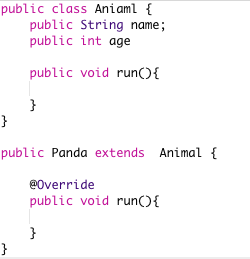 public class Aniaml {
    public String name;
    public int age

    public void run(){

    }
}

public Panda extends  Animal {

    @Override
    public void run(){

    }
}